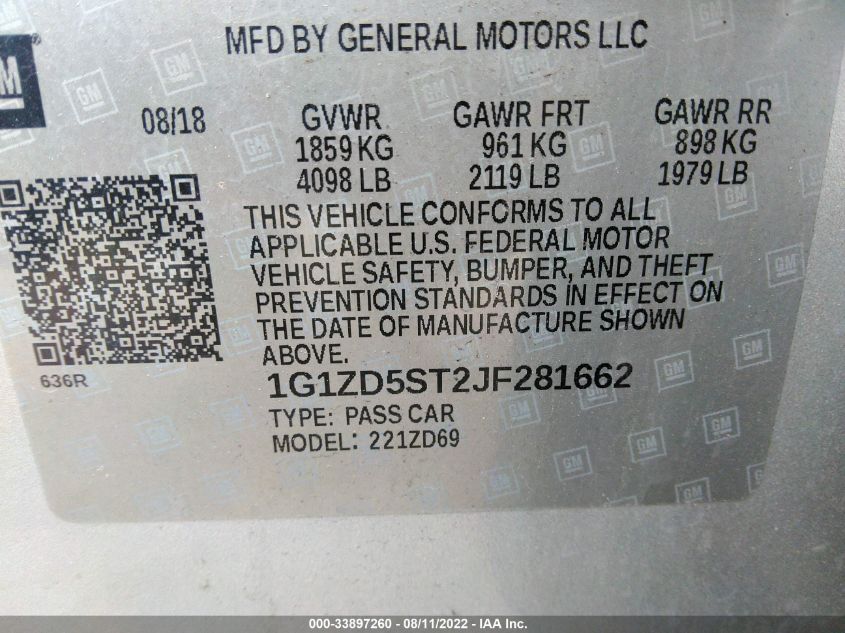 MFD BY GENERAL MOTORS LLC
GM
08/18 GVWR GAWR FRT GAWR RR
1859 KG 961 KG 898 KG
4098 LB 2119 LB 1979 LB
THIS VEHICLE CONFORMS TO ALL
APPLICABLE U.S. FEDERAL MOTOR
VEHICLE SAFETY, BUMPER, AND THEFT
PREVENTION STANDARDS IN EFFECT ON
THE DATE OF MANUFACTURE SHOWN
ABOVE.
636R
1G1ZD5ST2JF281662
TYPE: PASS CAR
MODEL: 221ZD69
000-33897260 - 08/11/2022 - IAA Inc.